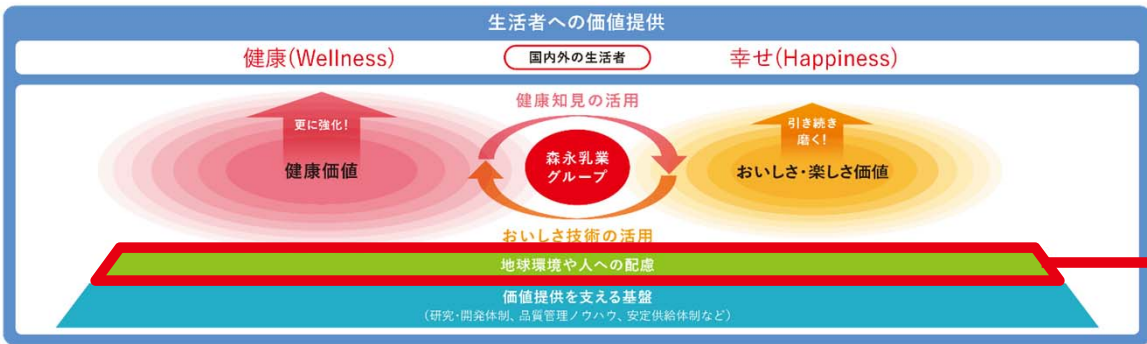 生活者への価値提供
健康(Wellness)
国内外の生活者
幸せ(Happiness)
健康知見の活用
更に強化!
引き続き
磨く!
健康価値
森永乳業
グループ
おいしさ・楽しさ価値
おいしさ技術の活用
地球環境や人への配慮
価値提供を支える基盤
(研究・開発体制、品質管理ノウハウ、安定供給体制など)